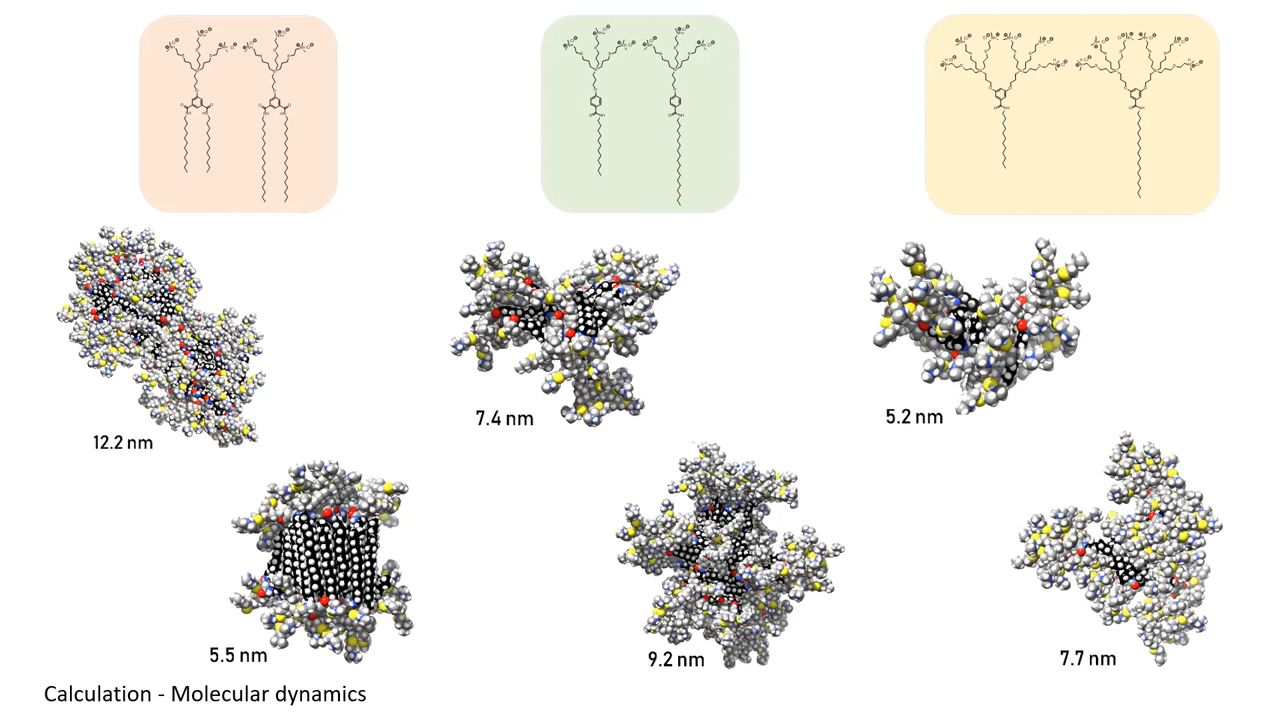 12.2 nm
7.4 nm
5.2 nm
5.5 nm
9.2 nm
7.7 nm
Calculation - Molecular dynamics